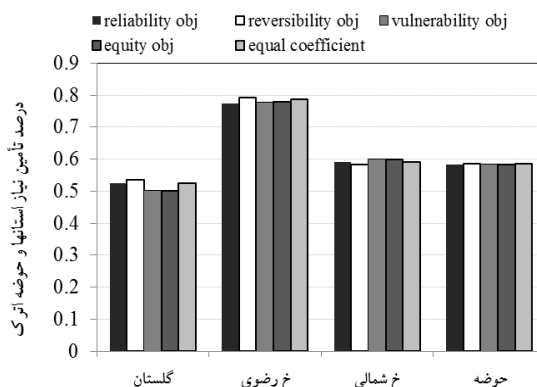 reliability obj reversibility obj vulnerability obj
equity obj equal coefficient
درصد تأمین نیاز استانها و حوضه اترک
0.9
0.8
0.7
0.6
0.5
0.4
0.3
0.2
0.1
0
گلستان خ رضوی خ شمالی حوضه